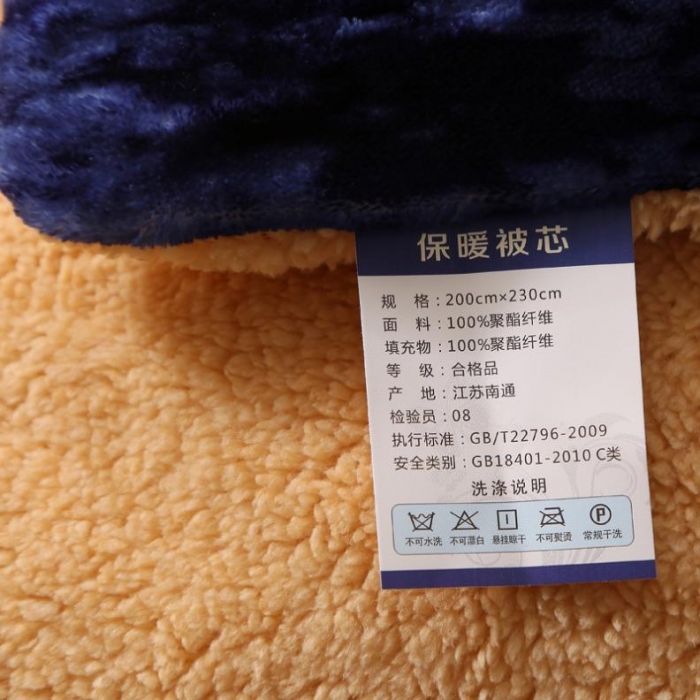 保暖被芯
规　格：200cm×230cm
面　料：100%聚酯纤维
填充物：100%聚酯纤维
等　级：合格品
产　地：江苏南通
检验员：08
执行标准：GB/T22796-2009
安全类别：GB18401-2010 C类
洗涤说明
P
不可水洗 不可漂白 悬挂晾干 不可熨烫 常规干洗